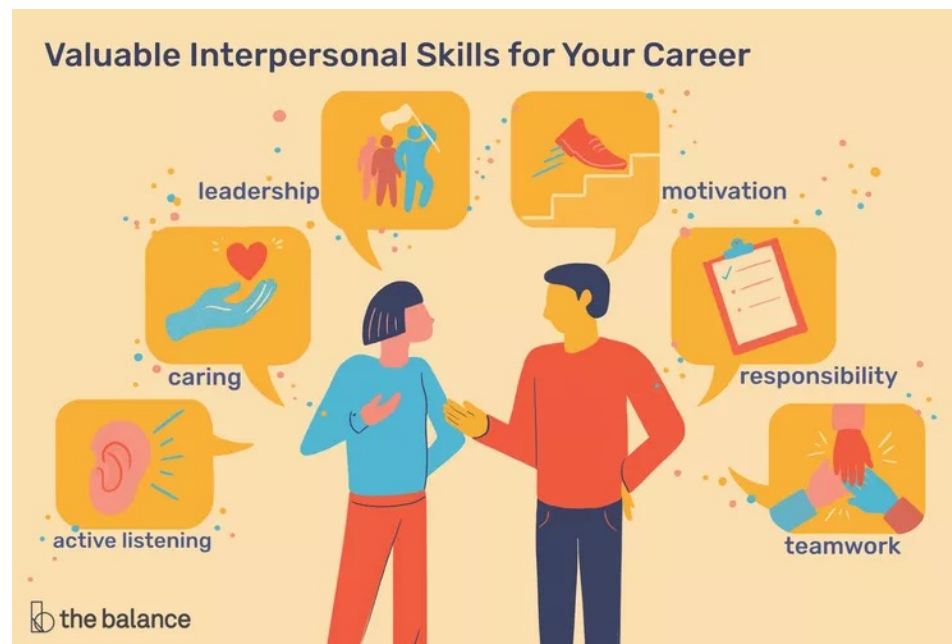 Valuable Interpersonal Skills for Your Career
leadership
motivation
caring
responsibility
active listening
teamwork
the balance